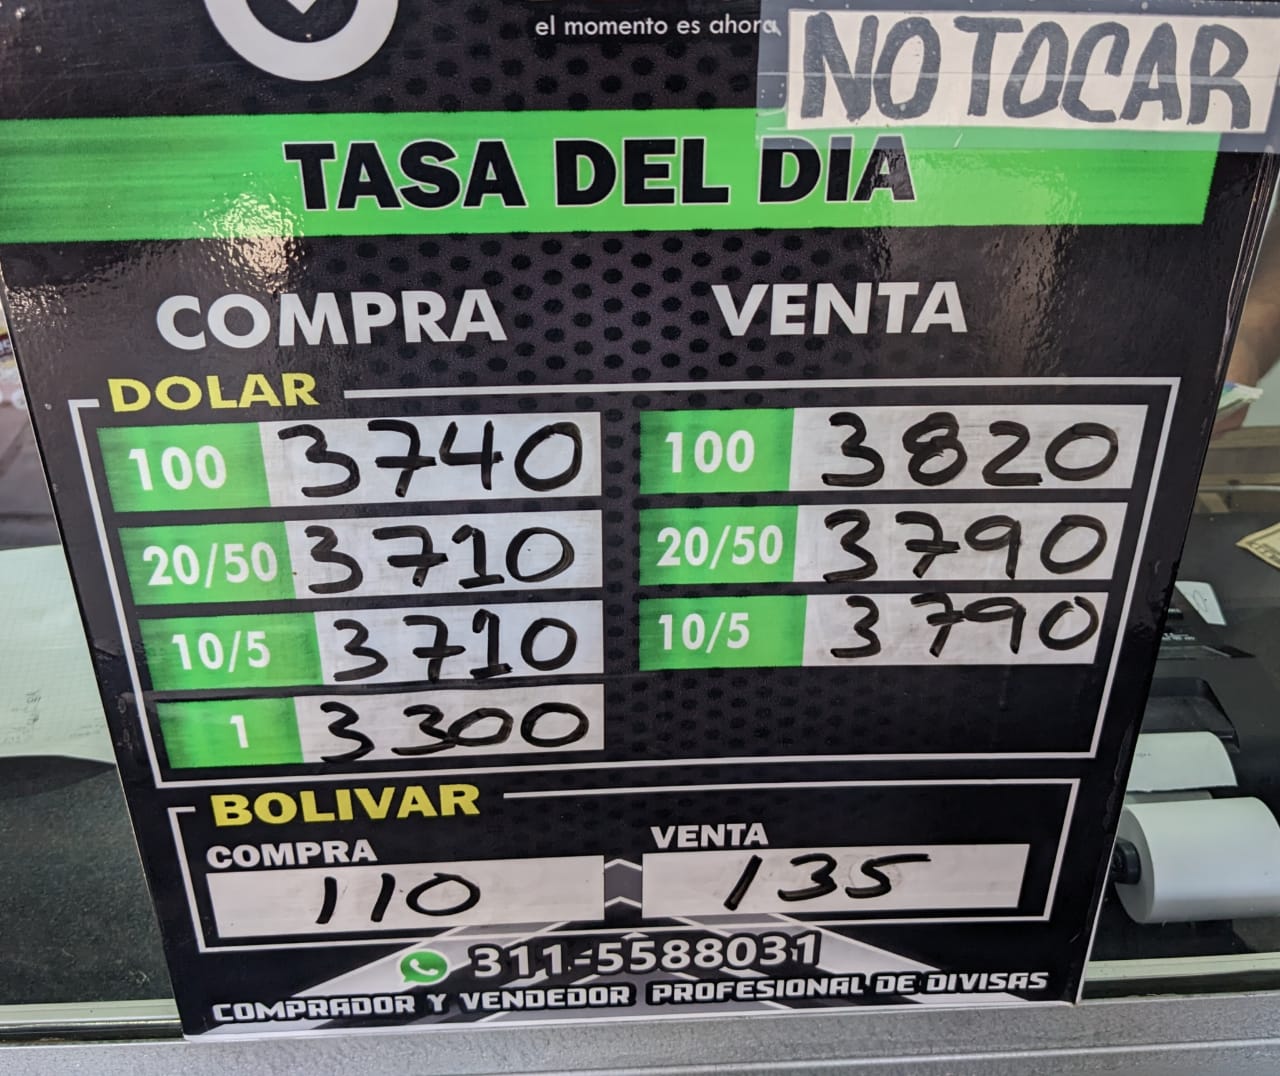 el momento es ahora
NO TOCAR
TASA DEL DIA
COMPRA VENTA
DOLAR
100 3740 100 3820
20/50 3710 20/50 3790
10/5 3710 10/5 3790
1 3300
BOLIVAR
COMPRA VENTA
110 135
311-5588031
COMPRADOR Y VENDEDOR PROFESIONAL DE DIVISAS